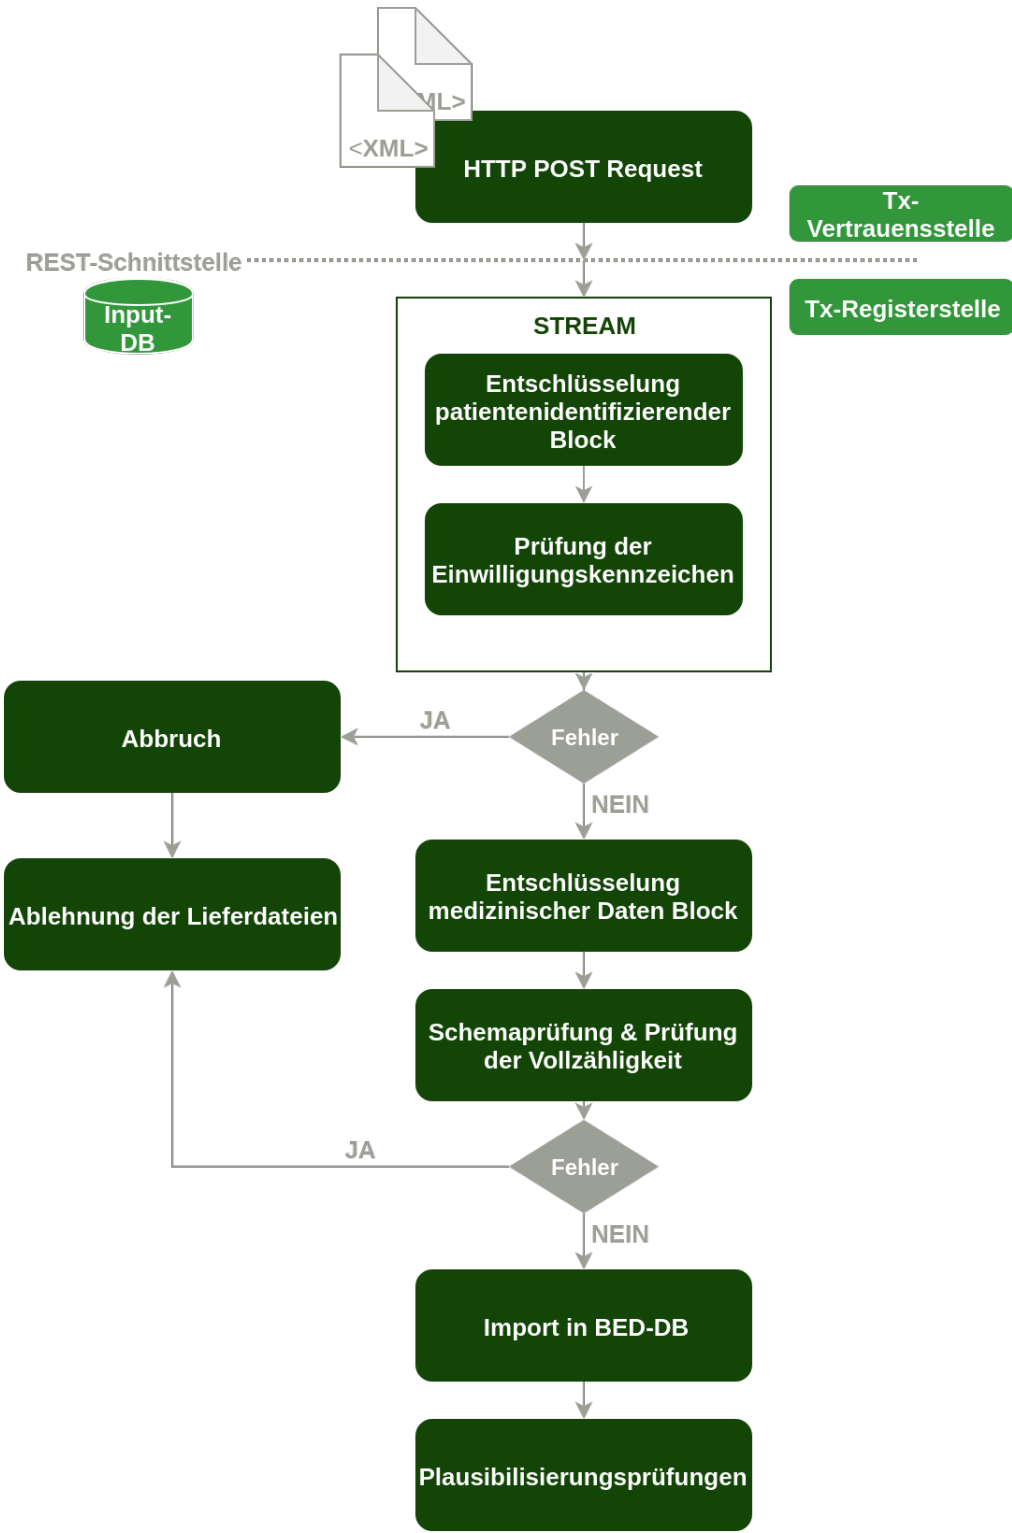 ML>
<XML>
HTTP POST Request
Tx-
Vertrauensstelle
REST-Schnittstelle
Input-
DB
Tx-Registerstelle
STREAM
Entschlüsselung
patientenidentifizierender
Block
Prüfung der
Einwilligungskennzeichen
JA
Fehler
Abbruch
NEIN
Entschlüsselung
medizinischer Daten Block
Ablehnung der Lieferdateien
Schemaprüfung & Prüfung
der Vollzähligkeit
JA
Fehler
NEIN
Import in BED-DB
Plausibilisierungsprüfungen